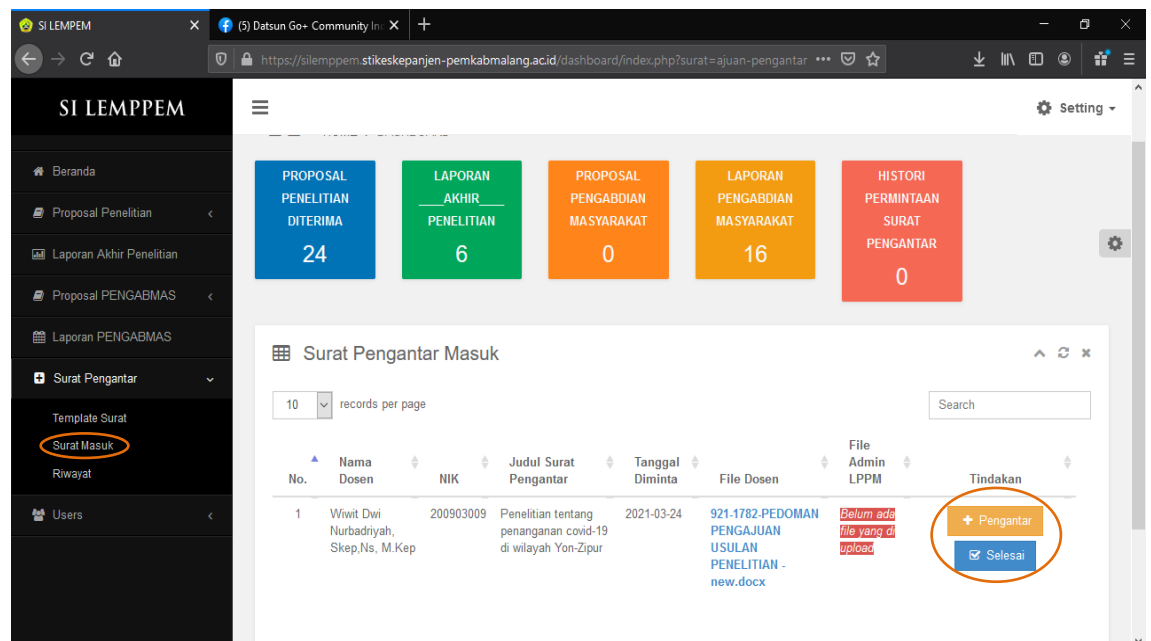 SI LEMPEM
(5) Datsun Go+ Community In
https://silemppem.stikeskepanjen-pemkabmalang.ac.id/dashboard/index.php?surat=ajuan-pengantar
SI LEMPPEM
Setting
HOME
DASHBOARD
Beranda
Proposal Penelitian
Laporan Akhir Penelitian
Proposal PENGABMAS
Laporan PENGABMAS
Surat Pengantar
Template Surat
Surat Masuk
Riwayat
Users
PROPOSAL
PENELITIAN
DITERIMA
24
LAPORAN
____AKHIR____
PENELITIAN
6
PROPOSAL
PENGABDIAN
MASYARAKAT
0
LAPORAN
PENGABDIAN
MASYARAKAT
16
HISTORI
PERMINTAAN
SURAT
PENGANTAR
0
Surat Pengantar Masuk
10 records per page
Search
No.
Nama
Dosen
NIK
Judul Surat
Pengantar
Tanggal
Diminta
File Dosen
File
Admin
LPPM
Tindakan
1
Wiwit Dwi
Nurbadriyah,
Skep,Ns, M.Kep
200903009
Penelitian tentang
penanganan covid-19
di wilayah Yon-Zipur
2021-03-24
921-1782-PEDOMAN
PENGAJUAN
USULAN
PENELITIAN -
new.docx
Belum ada
file yang di
upload
+ Pengantar
Selesai